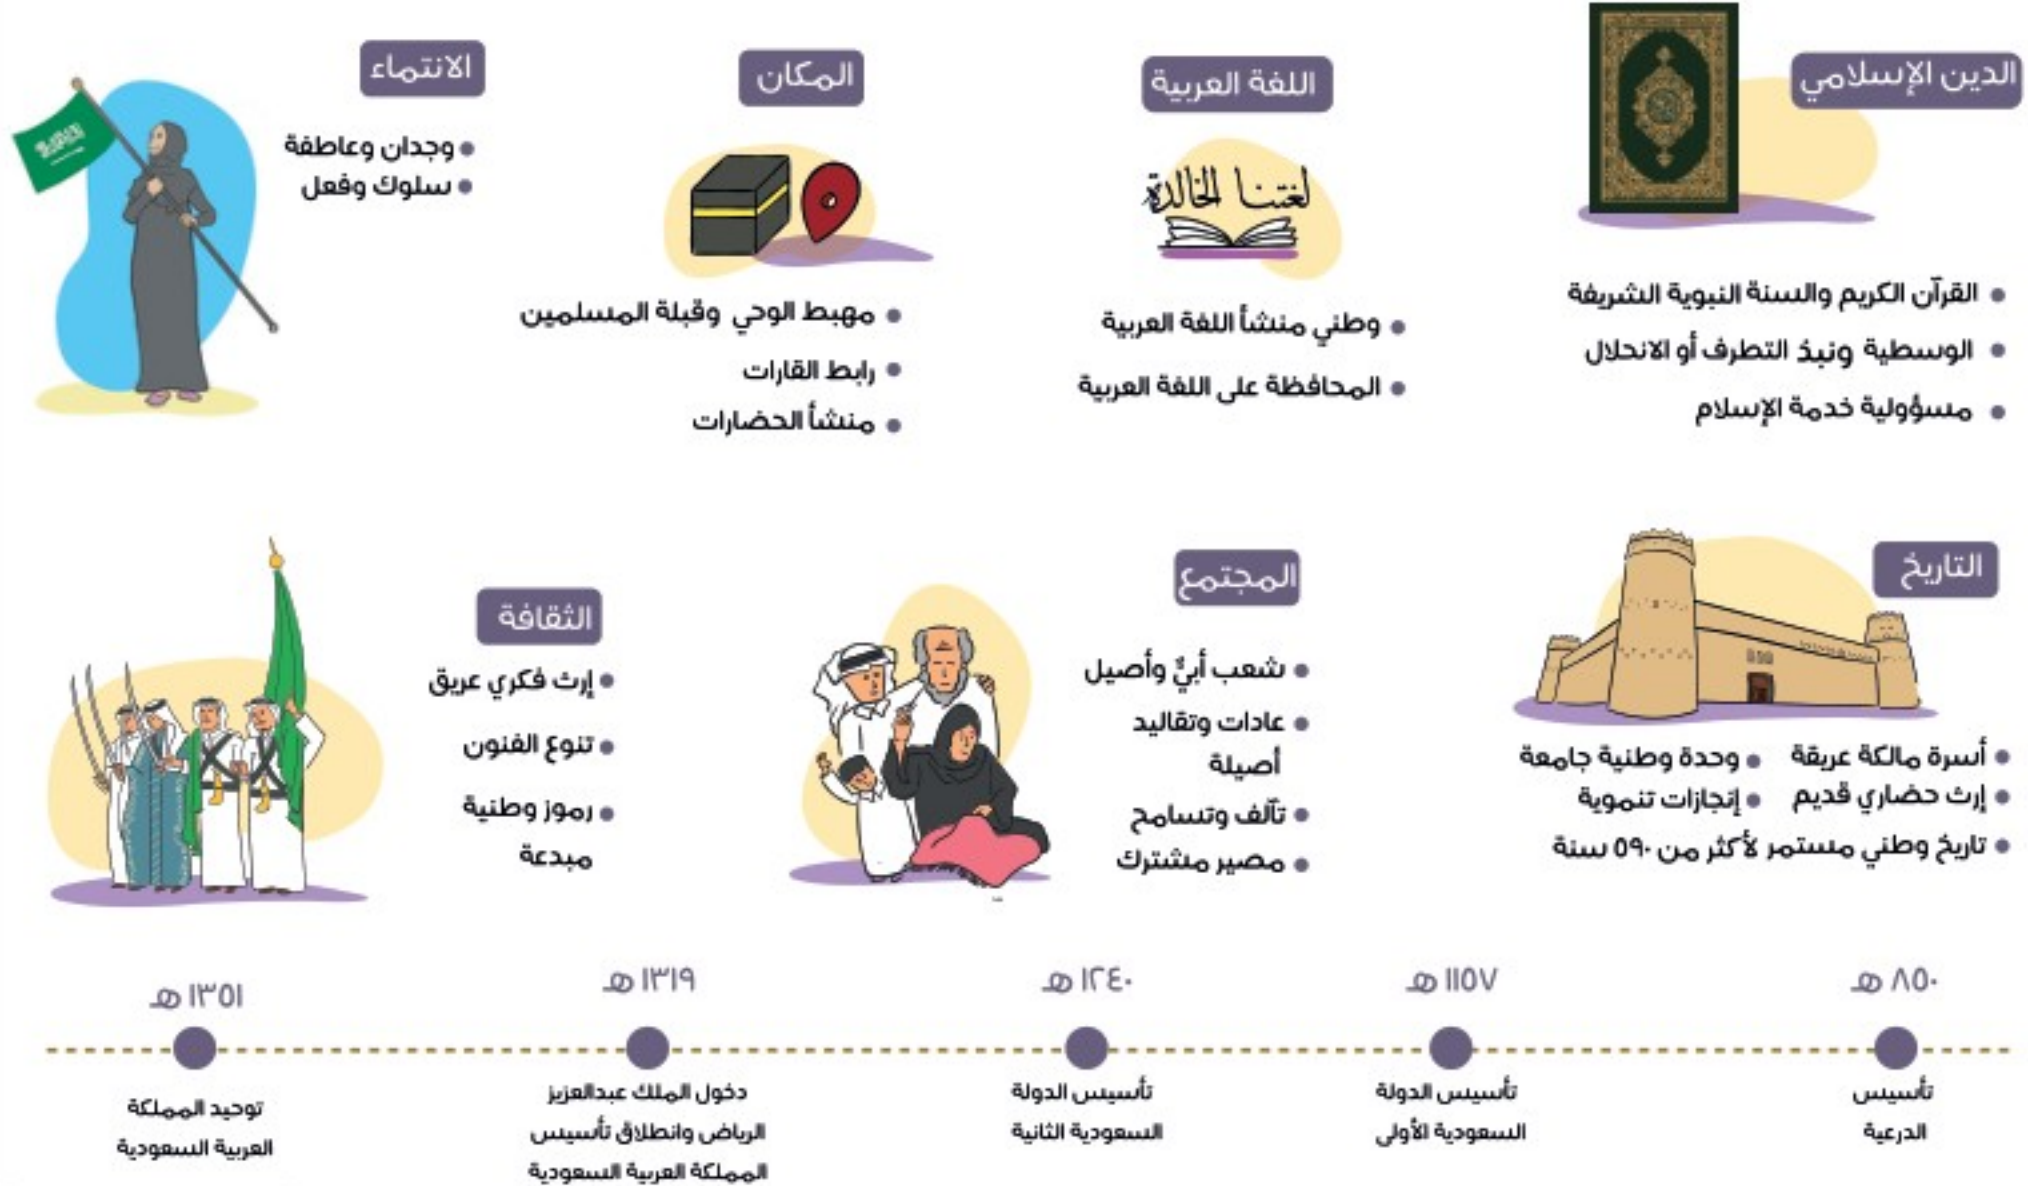 الدين الإسلامي
القرآن الكريم والسنة النبوية الشريفة
الوسطية ونبذ التطرف أو الانحلال
مسؤولية خدمة الإسلام
اللغة العربية
لغتنا الخالدة
وطني منشأ اللغة العربية
المحافظة على اللغة العربية
المكان
مهبط الوحي وقبلة المسلمين
رابط القارات
منشأ الحضارات
الانتماء
وجدان وعاطفة
سلوك وفعل
التاريخ
أسرة مالكة عريقة
وحدة وطنية جامعة
إرث حضاري قديم
إنجازات تنموية
تاريخ وطني مستمر لأكثر من ٥٩٠ سنة
المجتمع
شعب أبيٌّ وأصيل
عادات وتقاليد
أصيلة
تآلف وتسامح
مصير مشترك
الثقافة
إرث فكري عريق
تنوع الفنون
رموز وطنية
مبدعة
٨٥٠ هـ
تأسيس
الدرعية
١١٥٧ هـ
تأسيس الدولة
السعودية الأولى
١٢٤٠ هـ
تأسيس الدولة
السعودية الثانية
١٣١٩ هـ
دخول الملك عبدالعزيز
الرياض وانطلاق تأسيس
المملكة العربية السعودية
١٣٥١ هـ
توحيد المملكة
العربية السعودية